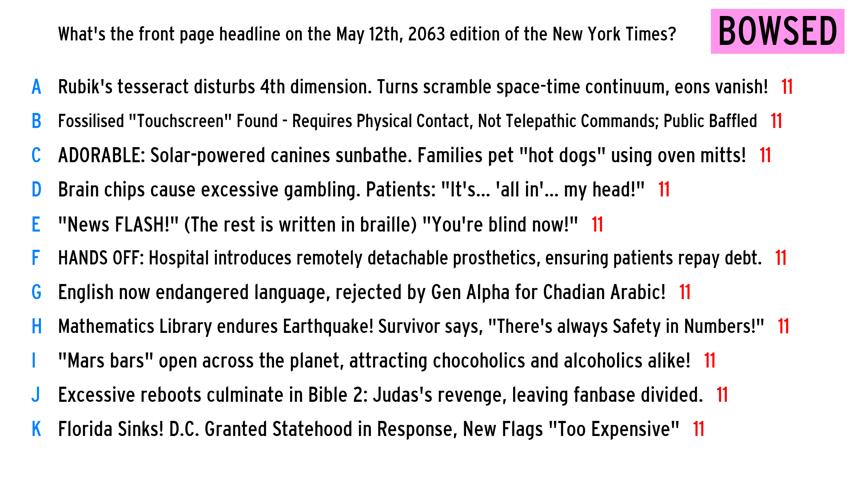 What's the front page headline on the May 12th, 2063 edition of the New York Times?
BOWSED
A Rubik's tesseract disturbs 4th dimension. Turns scramble space-time continuum, eons vanish! 11
B Fossilised "Touchscreen" Found - Requires Physical Contact, Not Telepathic Commands; Public Baffled 11
C ADORABLE: Solar-powered canines sunbathe. Families pet "hot dogs" using oven mitts! 11
D Brain chips cause excessive gambling. Patients: "It's... 'all in'... my head!" 11
E "News FLASH!" (The rest is written in braille) "You're blind now!" 11
F HANDS OFF: Hospital introduces remotely detachable prosthetics, ensuring patients repay debt. 11
G English now endangered language, rejected by Gen Alpha for Chadian Arabic! 11
H Mathematics Library endures Earthquake! Survivor says, "There's always Safety in Numbers!" 11
I "Mars bars" open across the planet, attracting chocoholics and alcoholics alike! 11
J Excessive reboots culminate in Bible 2: Judas's revenge, leaving fanbase divided. 11
K Florida Sinks! D.C. Granted Statehood in Response, New Flags "Too Expensive" 11